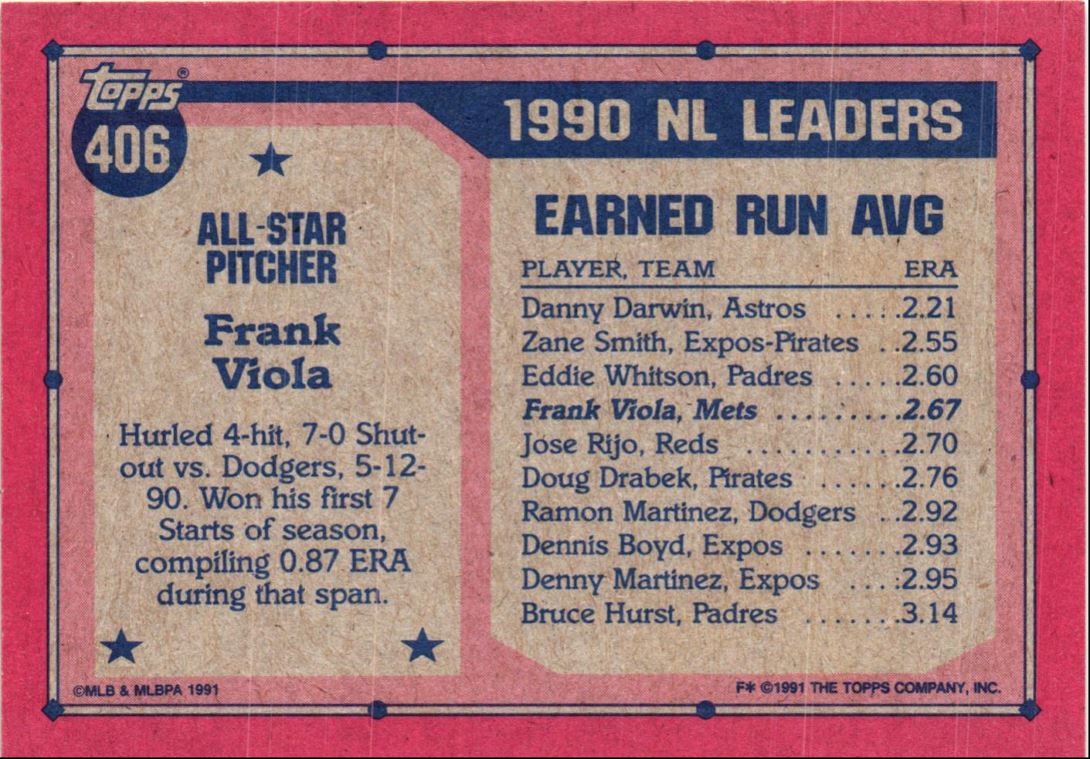 Topps®
406
ALL-STAR
PITCHER
Frank
Viola
Hurled 4-hit, 7-0 Shut-
out vs. Dodgers, 5-12-
90. Won his first 7
Starts of season,
compiling 0.87 ERA
during that span.
©MLB & MLBPA 1991
1990 NL LEADERS
EARNED RUN AVG
PLAYER, TEAM ERA
Danny Darwin, Astros .....2.21
Zane Smith, Expos-Pirates ..2.55
Eddie Whitson, Padres .....2.60
Frank Viola, Mets .........2.67
Jose Rijo, Reds ...........2.70
Doug Drabek, Pirates ......2.76
Ramon Martinez, Dodgers ..2.92
Dennis Boyd, Expos .......2.93
Denny Martinez, Expos ....2.95
Bruce Hurst, Padres .......3.14
F* ©1991 THE TOPPS COMPANY, INC.